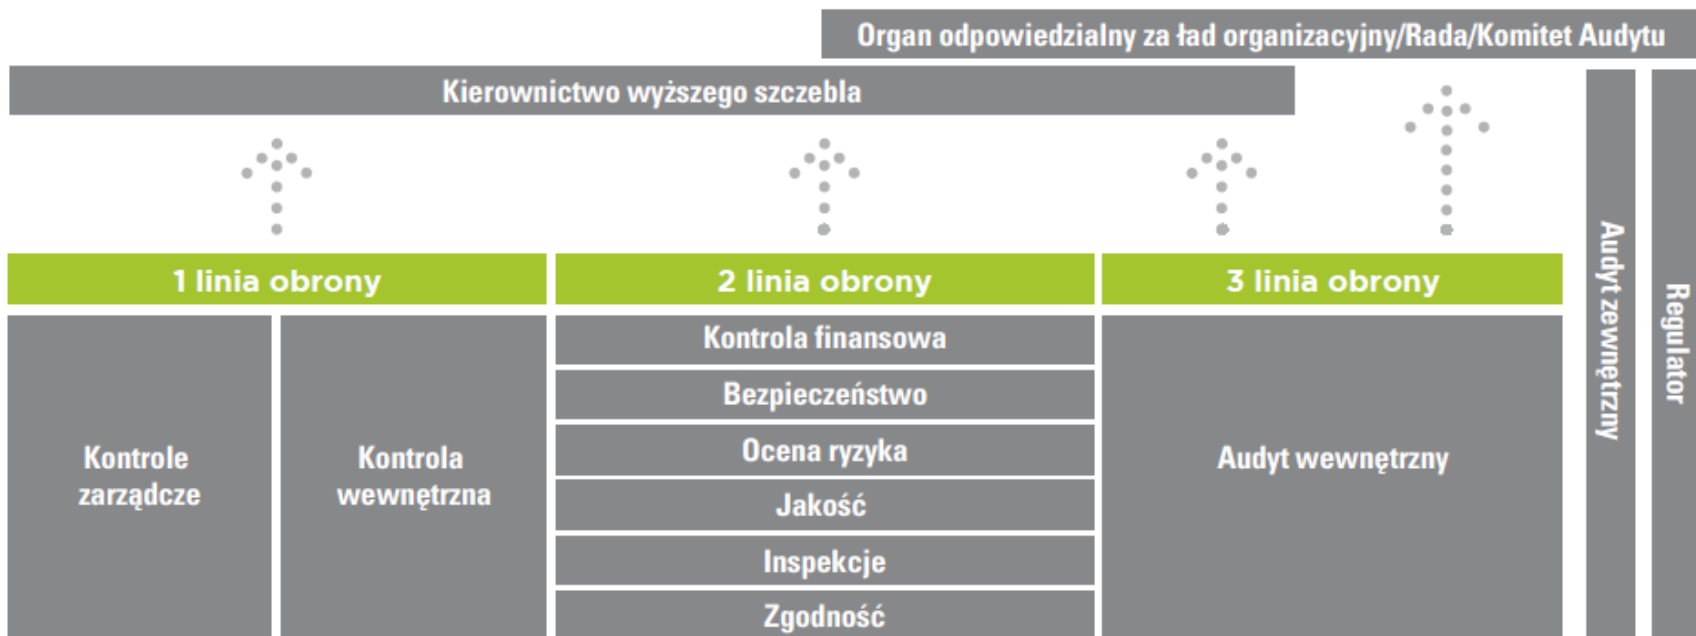 Organ odpowiedzialny za ład organizacyjny/Rada/Komitet Audytu
Kierownictwo wyższego szczebla
1 linia obrony
2 linia obrony
3 linia obrony
Kontrole
zarządcze
Kontrola
wewnętrzna
Kontrola finansowa
Bezpieczeństwo
Ocena ryzyka
Jakość
Inspekcje
Zgodność
Audyt wewnętrzny
Audyt zewnętrzny
Regulator